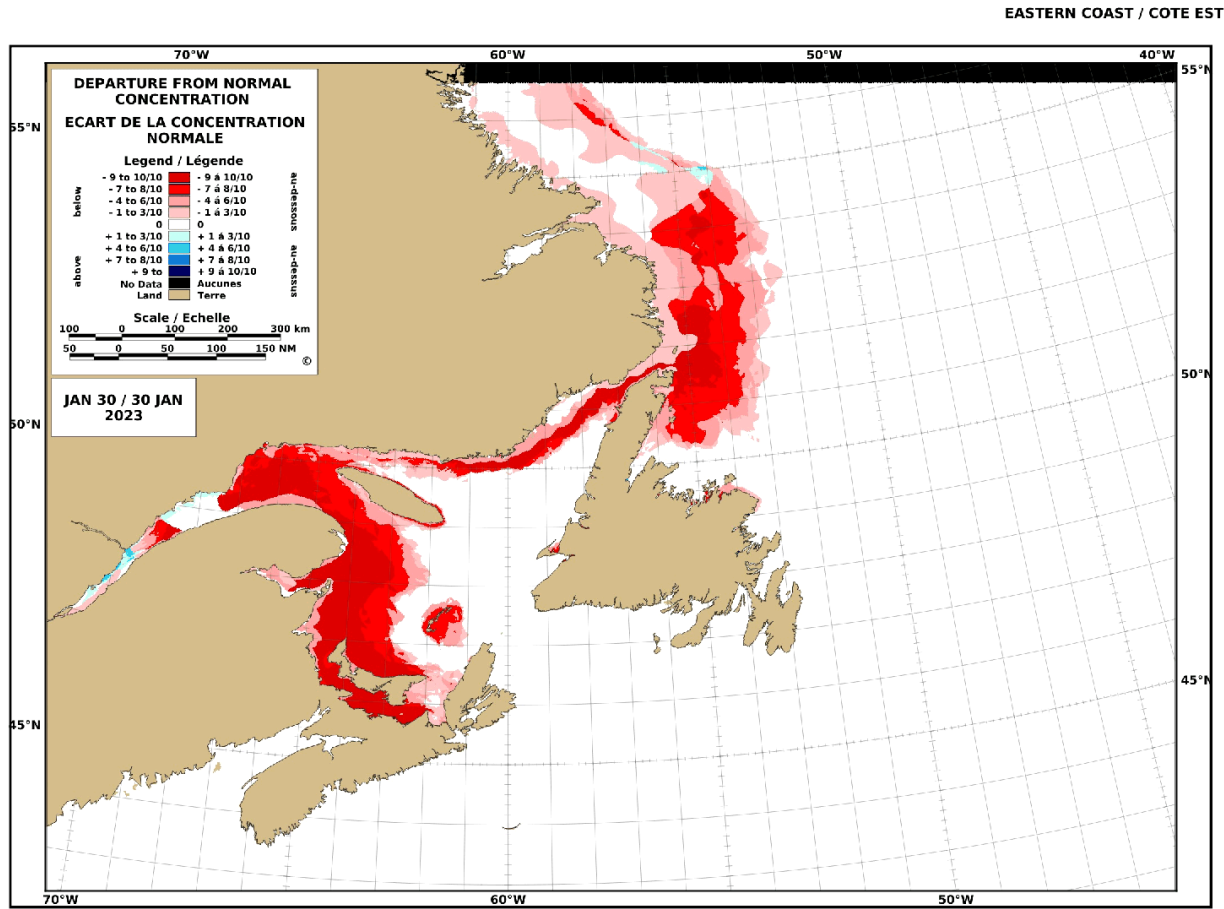 EASTERN COAST / COTE EST
70°W 60°W 50°W 40°W
DEPARTURE FROM NORMAL
CONCENTRATION
ECART DE LA CONCENTRATION
NORMALE
Legend / Légende
- 9 to 10/10 - 9 á 10/10
- 7 to 8/10 - 7 á 8/10
- 4 to 6/10 - 4 á 6/10
- 1 to 3/10 - 1 á 3/10
0 0
+ 1 to 3/10 + 1 á 3/10
+ 4 to 6/10 + 4 á 6/10
+ 7 to 8/10 + 7 á 8/10
+ 9 to + 9 á 10/10
No Data Aucunes
Land Terre
below
above
au-dessous
au-dessus
Scale / Echelle
100 0 100 200 300 km
50 0 50 100 150 NM
©
JAN 30 / 30 JAN
2023
55°N
55°N
50°N
50°N
45°N
45°N
70°W 60°W 50°W